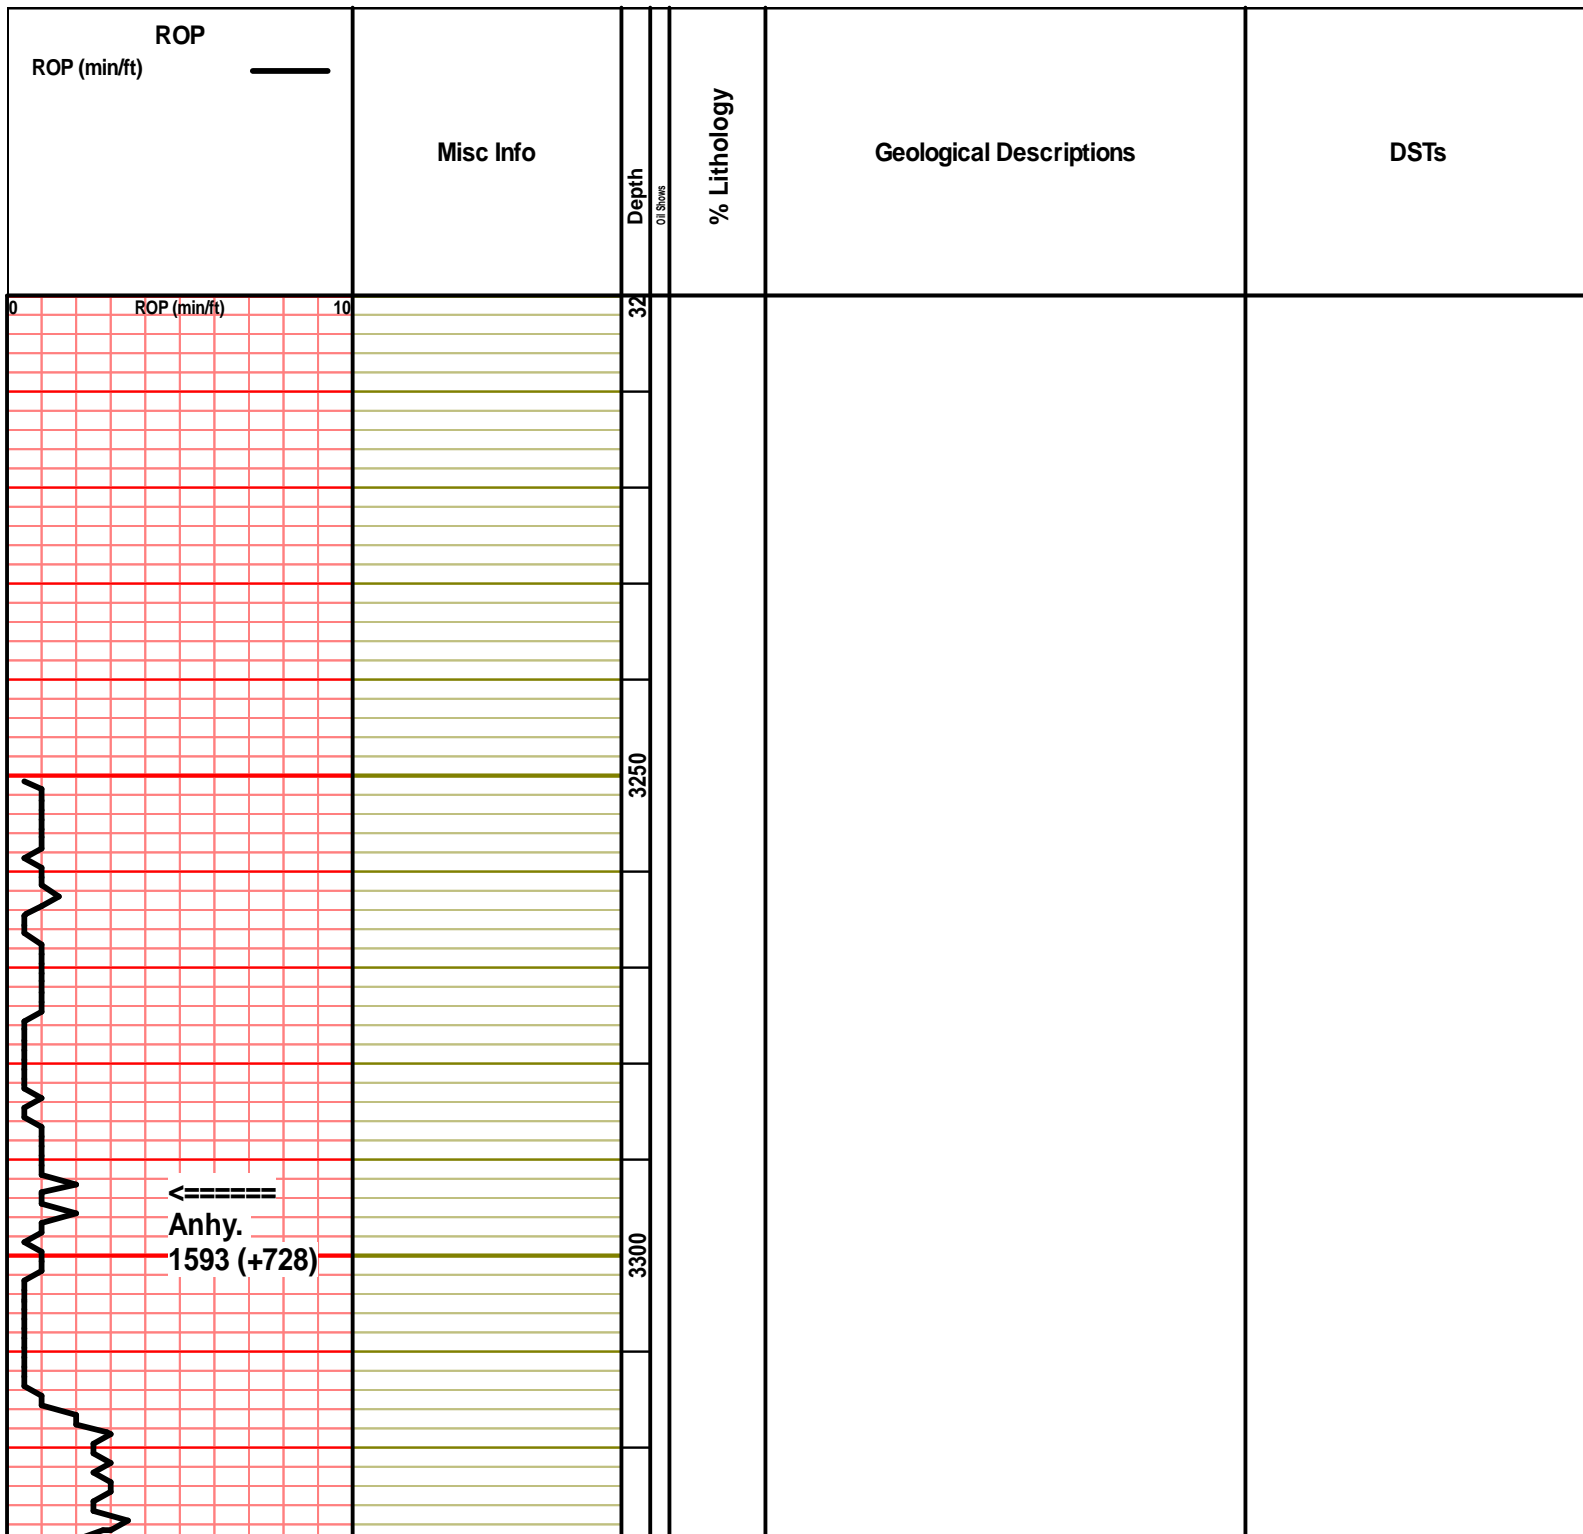 ROP
ROP (min/ft)
Misc Info
Depth
Oil Shows
% Lithology
Geological Descriptions
DSTs
0 ROP (min/ft) 10
32
3250
<======
Anhy.
1593 (+728)
3300